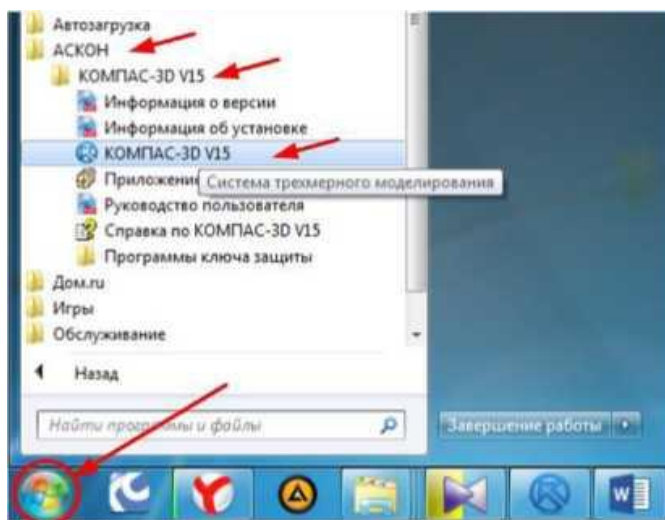 Автозагрузка
АСКОН
КОМПАС-3D V15
Информация о версии
Информация об установке
КОМПАС-3D V15
Приложение
Система трехмерного моделирования
Руководство пользователя
Справка по КОМПАС-3D V15
Программы ключа защиты
Дом.ru
Игры
Обслуживание
Назад
Найти программы и файлы
Завершение работы
W